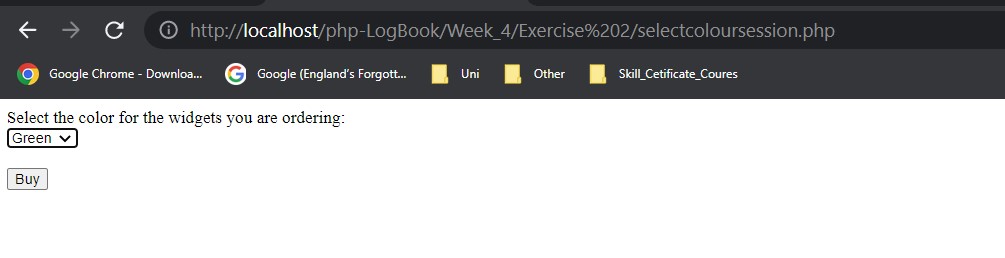 http://localhost/php-LogBook/Week_4/Exercise%202/selectcoloursession.php
Google Chrome - Downloa... Google (England's Forgott... Uni Other Skill_Cetificate_Coures
Select the color for the widgets you are ordering:
Green
Buy